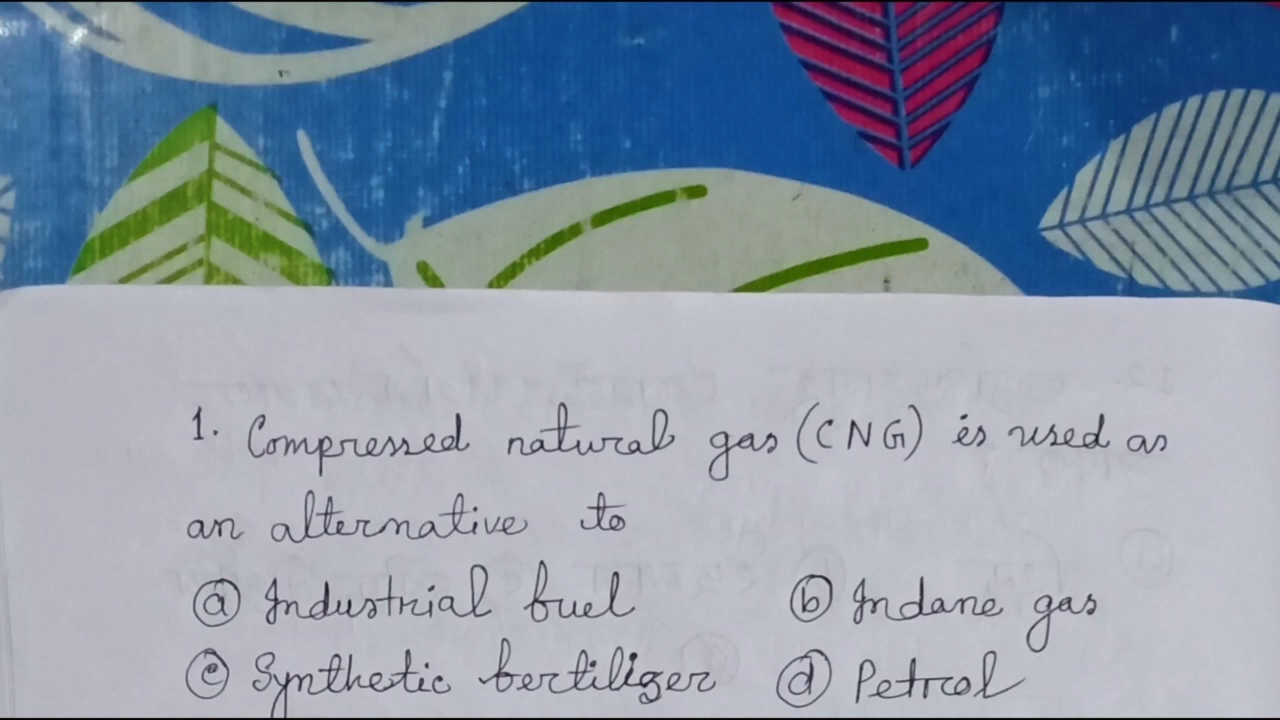 1. Compressed natural gas (CNG) is used as
an alternative to
ⓐ Industrial fuel ⓑ Indane gas
ⓒ Synthetic fertilizer ⓓ Petrol